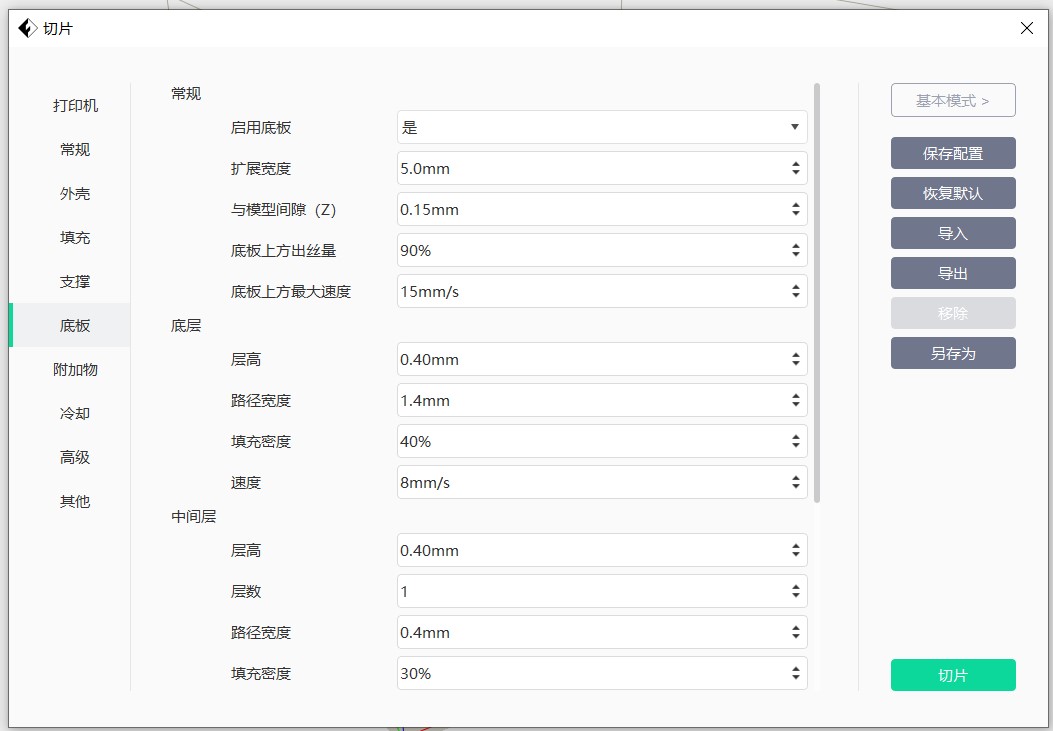 切片
打印机
常规
外壳
填充
支撑
底板
附加物
冷却
高级
其他
常规
启用底板 是
扩展宽度 5.0mm
与模型间隙（Z） 0.15mm
底板上方出丝量 90%
底板上方最大速度 15mm/s
底层
层高 0.40mm
路径宽度 1.4mm
填充密度 40%
速度 8mm/s
中间层
层高 0.40mm
层数 1
路径宽度 0.4mm
填充密度 30%
基本模式 >
保存配置
恢复默认
导入
导出
移除
另存为
切片